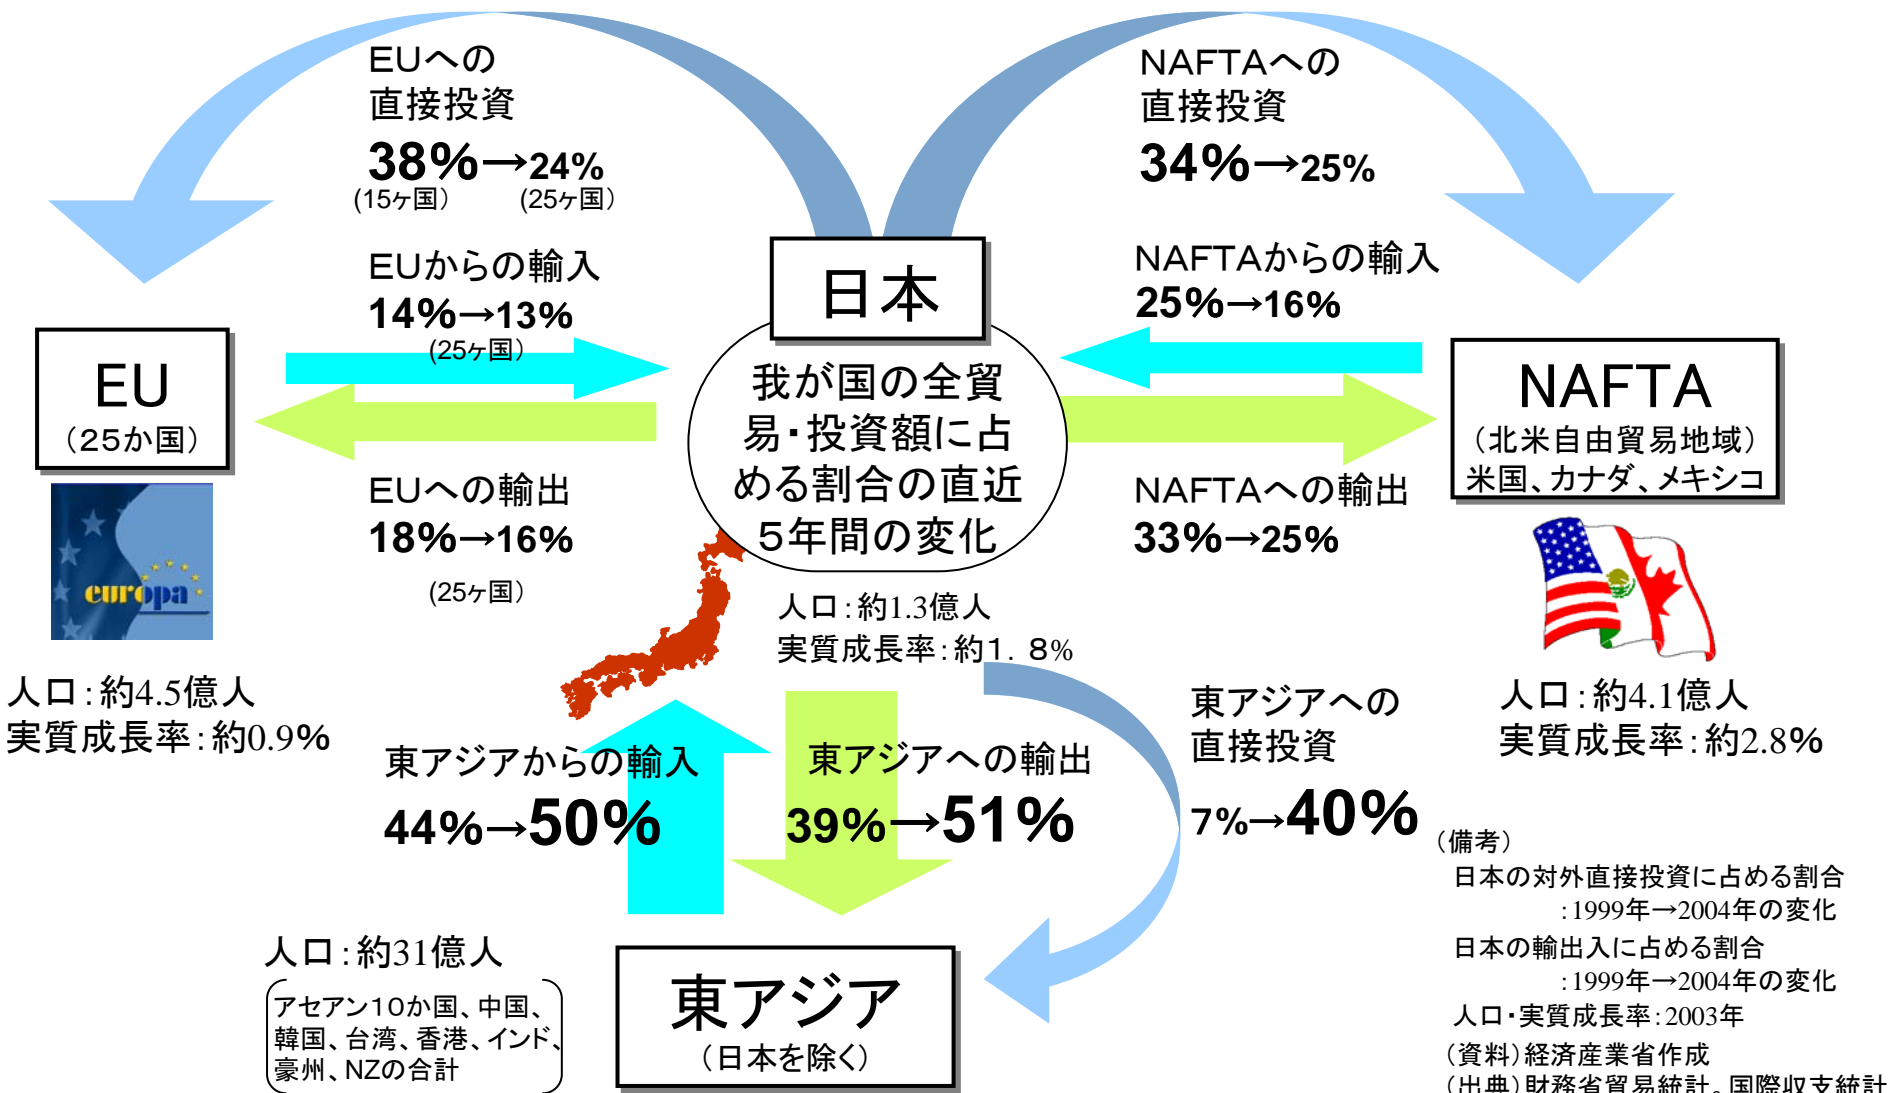 EUへの
直接投資
38%→24%
(15ヶ国) (25ヶ国)
NAFTAへの
直接投資
34%→25%
EUからの輸入
14%→13%
(25ヶ国)
日本
NAFTAからの輸入
25%→16%
EU
(25か国)
我が国の全貿
易・投資額に占
める割合の直近
5年間の変化
NAFTA
(北米自由貿易地域)
米国、カナダ、メキシコ
EUへの輸出
18%→16%
(25ヶ国)
NAFTAへの輸出
33%→25%
europa
人口:約1.3億人
実質成長率:約1.8%
人口:約4.5億人
実質成長率:約0.9%
人口:約4.1億人
実質成長率:約2.8%
東アジアからの輸入
44%→50%
東アジアへの輸出
39%→51%
東アジアへの
直接投資
7%→40%
人口:約31億人
アセアン10か国、中国、
韓国、台湾、香港、インド、
豪州、NZの合計
東アジア
(日本を除く)
(備考)
日本の対外直接投資に占める割合
:1999年→2004年の変化
日本の輸出入に占める割合
:1999年→2004年の変化
人口・実質成長率:2003年
(資料)経済産業省作成
(出典)財務省貿易統計。国際収支統計